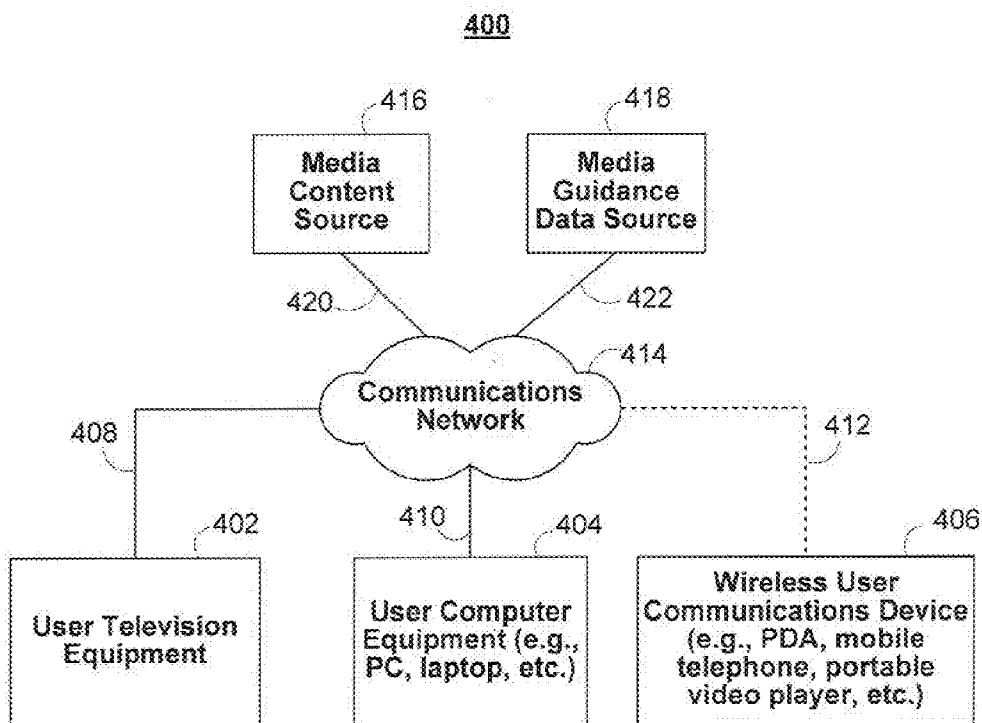 400
416
418
Media
Content
Source
Media
Guidance
Data Source
420
422
414
Communications
Network
408
412
402
410
404
406
User Television
Equipment
User Computer
Equipment (e.g.,
PC, laptop, etc.)
Wireless User
Communications Device
(e.g., PDA, mobile
telephone, portable
video player, etc.)